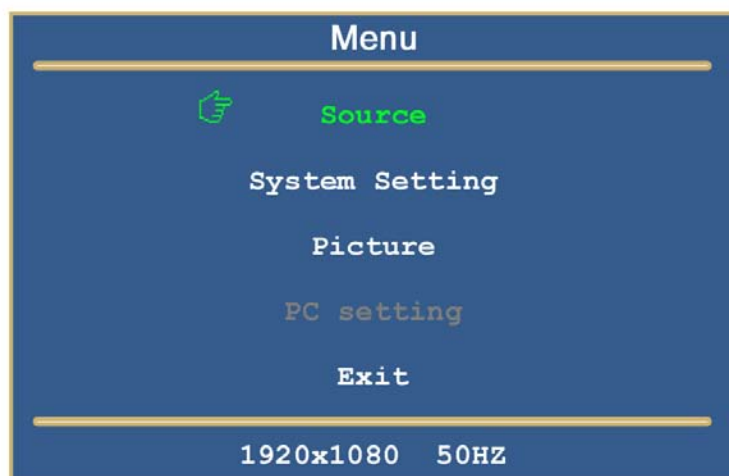 Menu
Source
System Setting
Picture
PC setting
Exit
1920x1080 50HZ